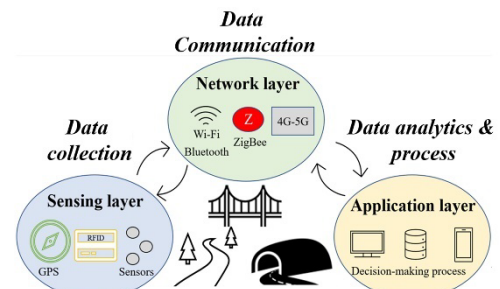 Data
Communication
Network layer
Z
4G-5G
Wi-Fi
ZigBee
Bluetooth
Data
collection
Data analytics &
process
Sensing layer
RFID
GPS
Sensors
Application layer
Decision-making process